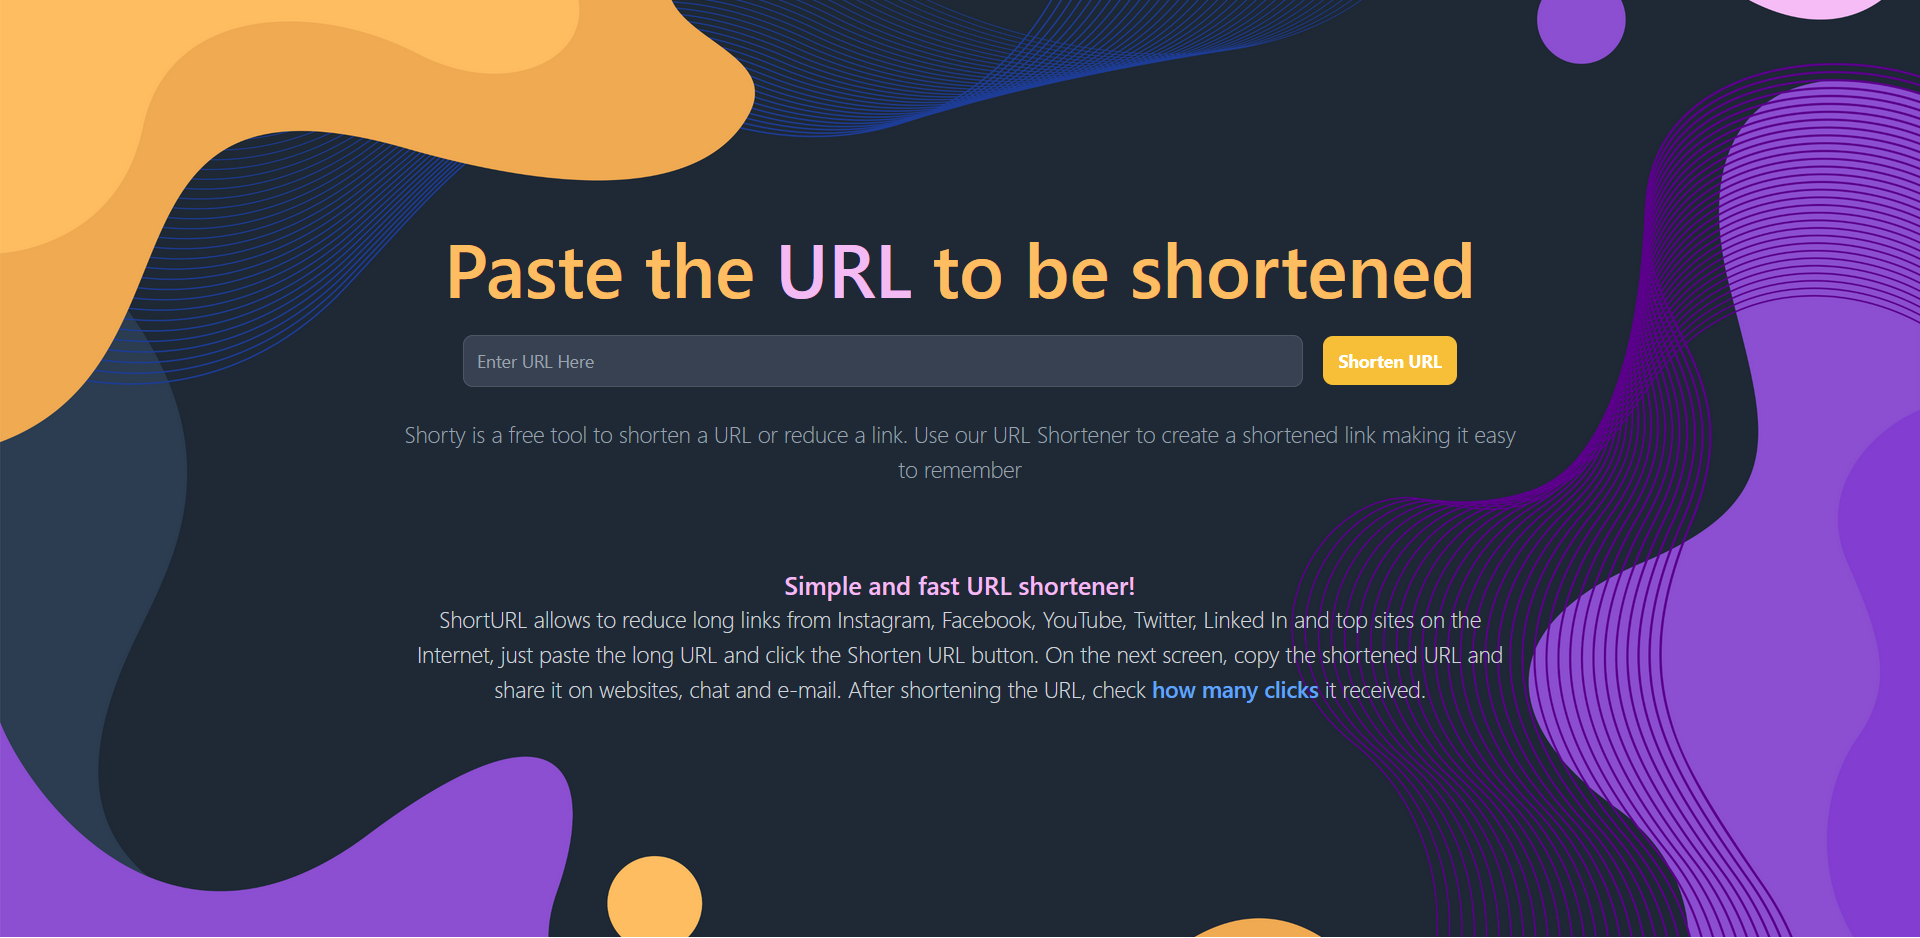 Paste the URL to be shortened
Enter URL Here
Shorten URL
Shorty is a free tool to shorten a URL or reduce a link. Use our URL Shortener to create a shortened link making it easy
to remember
Simple and fast URL shortener!
ShortURL allows to reduce long links from Instagram, Facebook, YouTube, Twitter, Linked In and top sites on the
Internet, just paste the long URL and click the Shorten URL button. On the next screen, copy the shortened URL and
share it on websites, chat and e-mail. After shortening the URL, check how many clicks it received.